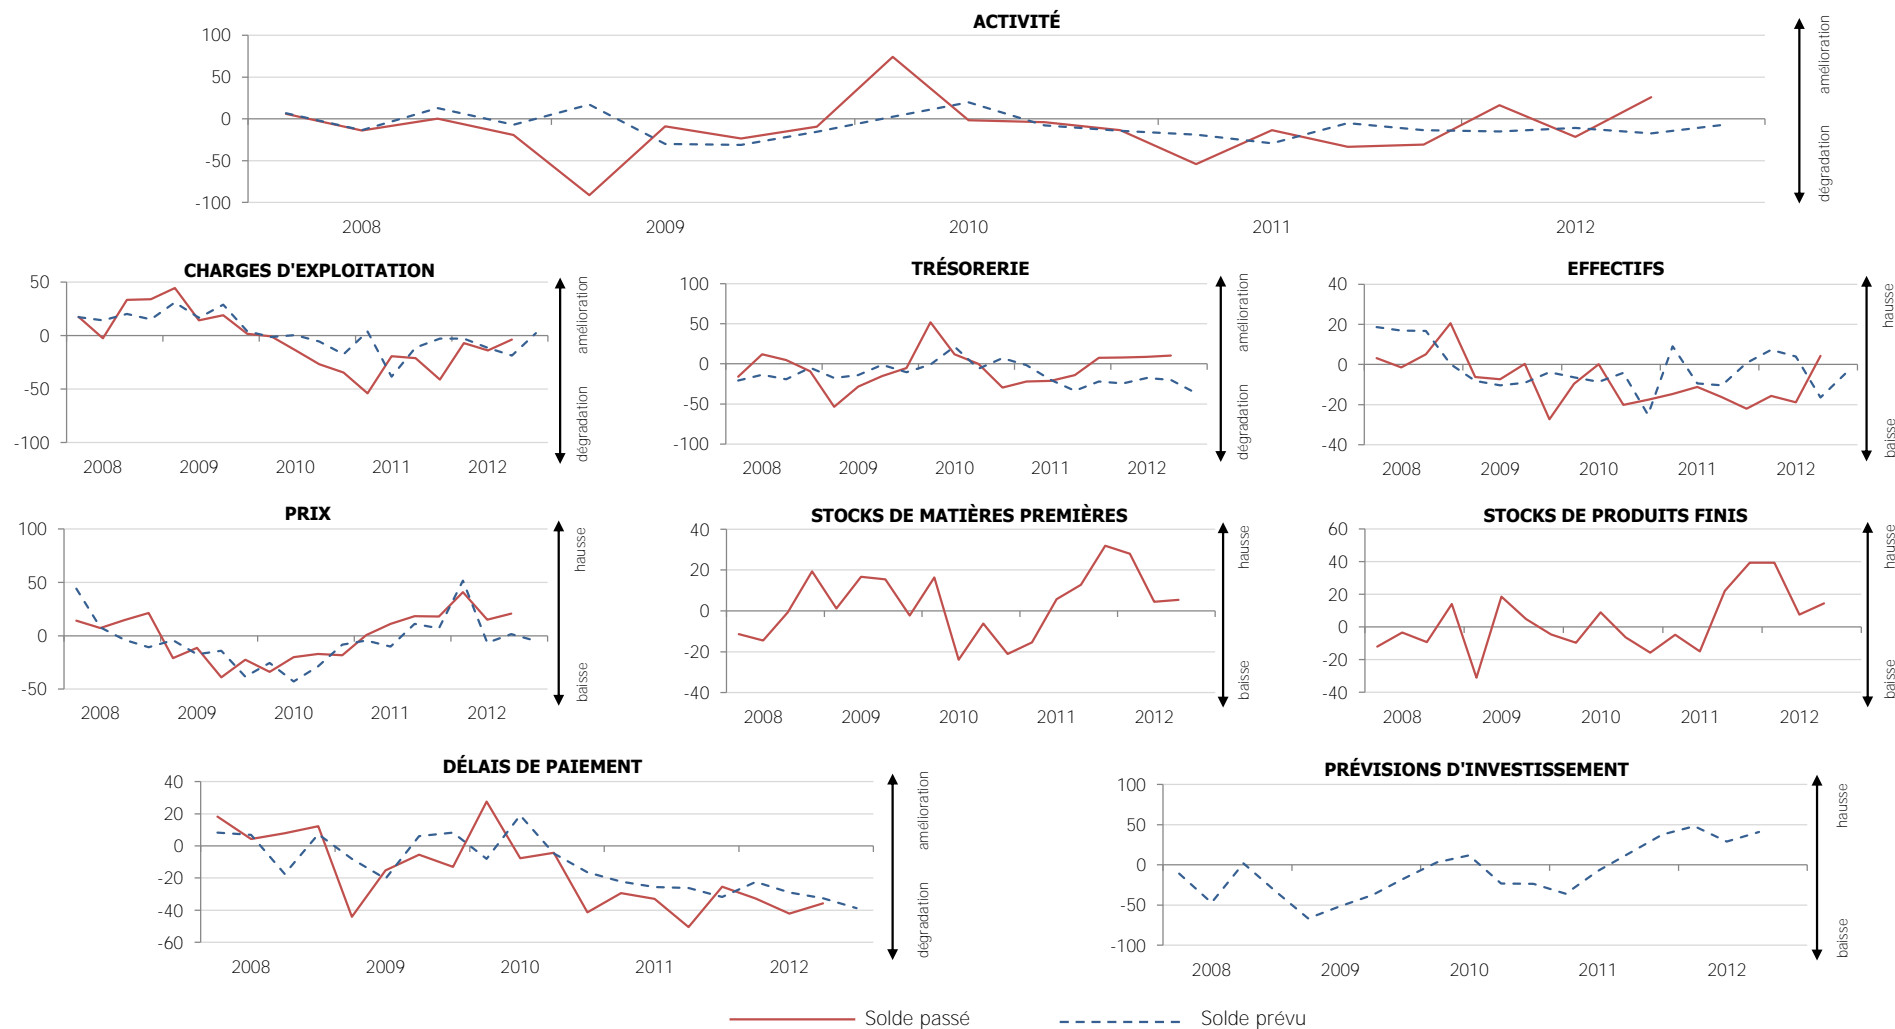 ACTIVITÉ
100
50
0
-50
-100
2008 2009 2010 2011 2012
amélioration
dégradation
CHARGES D'EXPLOITATION
50
0
-50
-100
2008 2009 2010 2011 2012
amélioration
dégradation
TRÉSORERIE
100
50
0
-50
-100
2008 2009 2010 2011 2012
amélioration
dégradation
EFFECTIFS
40
20
0
-20
-40
2008 2009 2010 2011 2012
hausse
baisse
PRIX
100
50
0
-50
2008 2009 2010 2011 2012
hausse
baisse
STOCKS DE MATIÈRES PREMIÈRES
40
20
0
-20
-40
2008 2009 2010 2011 2012
hausse
baisse
STOCKS DE PRODUITS FINIS
60
40
20
0
-20
-40
2008 2009 2010 2011 2012
hausse
baisse
DÉLAIS DE PAIEMENT
40
20
0
-20
-40
-60
2008 2009 2010 2011 2012
amélioration
dégradation
PRÉVISIONS D'INVESTISSEMENT
100
50
0
-50
-100
2008 2009 2010 2011 2012
hausse
baisse
Solde passé Solde prévu